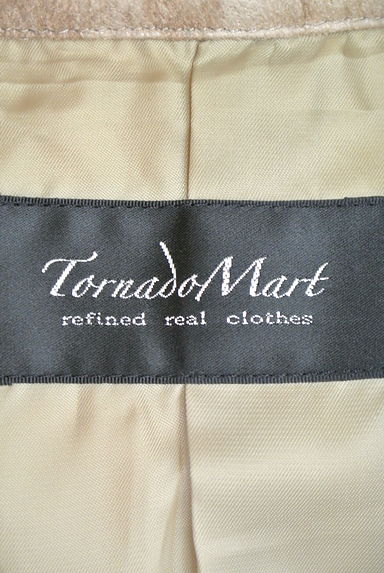 TornadoMart
refined real clothes